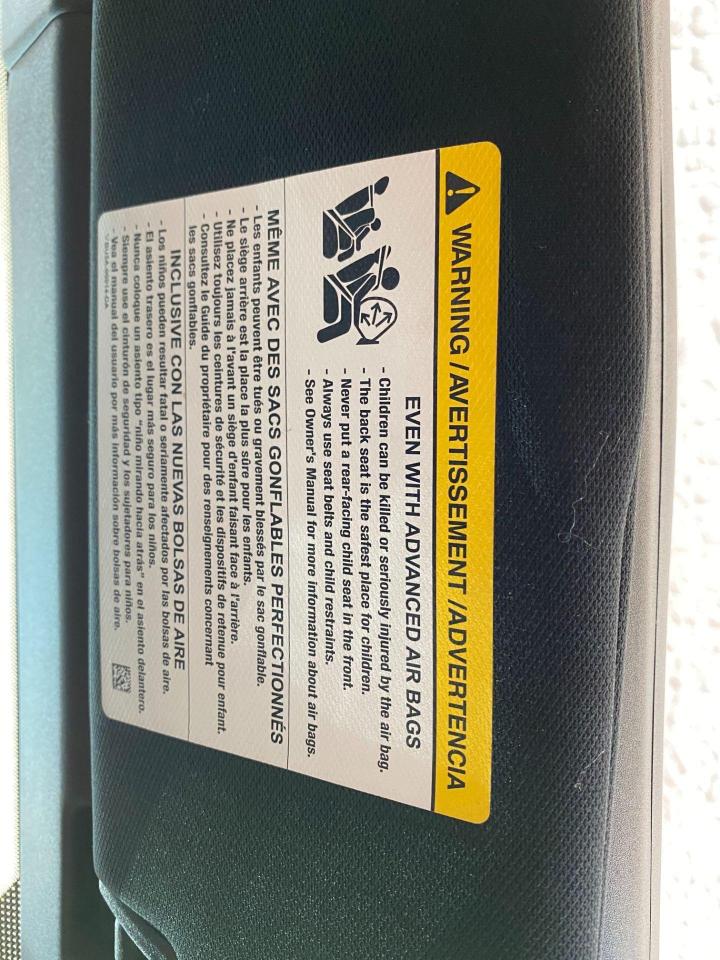 WARNING /AVERTISSEMENT /ADVERTENCIA
EVEN WITH ADVANCED AIR BAGS
- Children can be killed or seriously injured by the air bag.
- The back seat is the safest place for children.
- Never put a rear-facing child seat in the front.
- Always use seat belts and child restraints.
- See Owner's Manual for more information about air bags.
MÊME AVEC DES SACS GONFLABLES PERFECTIONNÉS
- Les enfants peuvent être tués ou gravement blessés par le sac gonflable.
- Le siège arrière est la place la plus sûre pour les enfants.
- Ne placez jamais à l'avant un siège d'enfant faisant face à l'arrière.
- Utilisez toujours les ceintures de sécurité et les dispositifs de retenue pour enfant.
- Consultez le Guide du propriétaire pour des renseignements concernant
les sacs gonflables.
INCLUSIVE CON LAS NUEVAS BOLSAS DE AIRE
- Los niños pueden resultar fatal o seriamente afectados por las bolsas de aire.
- El asiento trasero es el lugar más seguro para los niños.
- Nunca coloque un asiento tipo "niño mirando hacia atrás" en el asiento delantero.
- Siempre use el cinturón de seguridad y los sujetadores para niños.
- Vea el manual del usuario por más información sobre bolsas de aire.